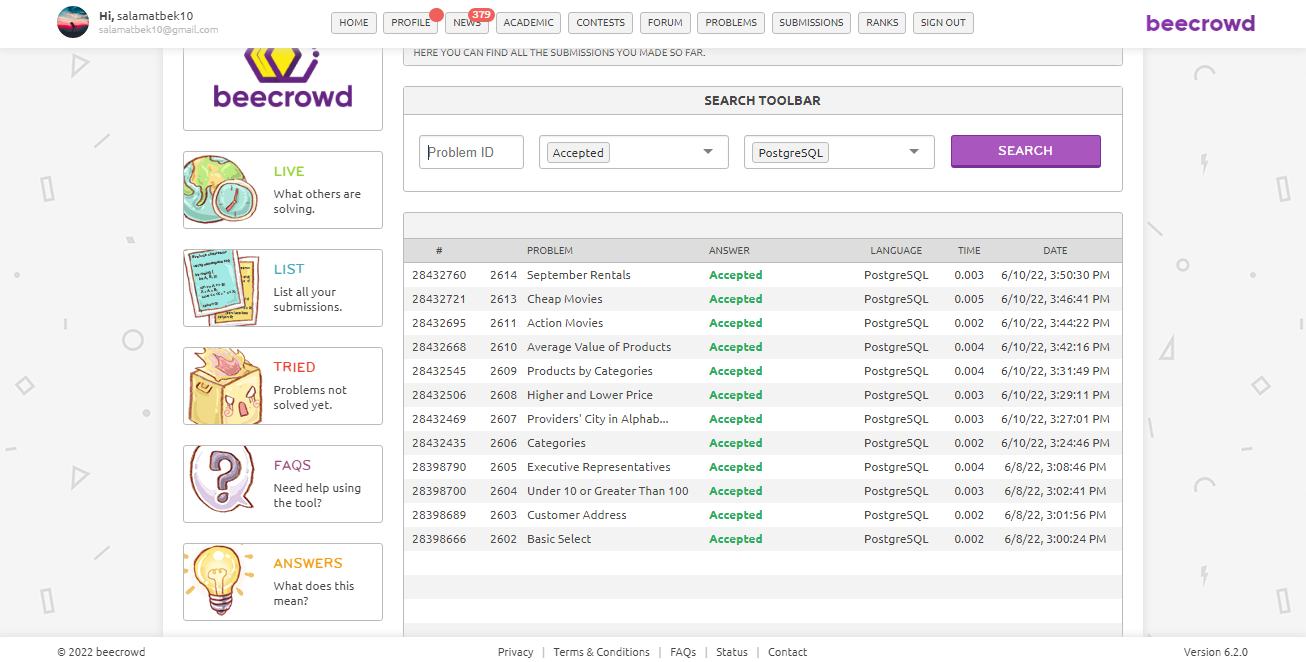 Hi, salamatbek10
salamatbek10@gmail.com
HOME
PROFILE
NEWS
379
ACADEMIC
CONTESTS
FORUM
PROBLEMS
SUBMISSIONS
RANKS
SIGN OUT
beecrowd
HERE YOU CAN FIND ALL THE SUBMISSIONS YOU MADE SO FAR.
beecrowd
LIVE
What others are
solving.
LIST
List all your
submissions.
TRIED
Problems not
solved yet.
FAQS
Need help using
the tool?
ANSWERS
What does this
mean?
SEARCH TOOLBAR
Problem ID
Accepted
PostgreSQL
SEARCH
# PROBLEM ANSWER LANGUAGE TIME DATE
28432760 2614 September Rentals Accepted PostgreSQL 0.003 6/10/22, 3:50:30 PM
28432721 2613 Cheap Movies Accepted PostgreSQL 0.005 6/10/22, 3:46:41 PM
28432695 2611 Action Movies Accepted PostgreSQL 0.002 6/10/22, 3:44:22 PM
28432668 2610 Average Value of Products Accepted PostgreSQL 0.004 6/10/22, 3:42:16 PM
28432545 2609 Products by Categories Accepted PostgreSQL 0.004 6/10/22, 3:31:49 PM
28432506 2608 Higher and Lower Price Accepted PostgreSQL 0.003 6/10/22, 3:29:11 PM
28432469 2607 Providers' City in Alphab... Accepted PostgreSQL 0.003 6/10/22, 3:27:01 PM
28432435 2606 Categories Accepted PostgreSQL 0.002 6/10/22, 3:24:46 PM
28398790 2605 Executive Representatives Accepted PostgreSQL 0.004 6/8/22, 3:08:46 PM
28398700 2604 Under 10 or Greater Than 100 Accepted PostgreSQL 0.003 6/8/22, 3:02:41 PM
28398689 2603 Customer Address Accepted PostgreSQL 0.002 6/8/22, 3:01:56 PM
28398666 2602 Basic Select Accepted PostgreSQL 0.002 6/8/22, 3:00:24 PM
© 2022 beecrowd
Privacy | Terms & Conditions | FAQs | Status | Contact
Version 6.2.0